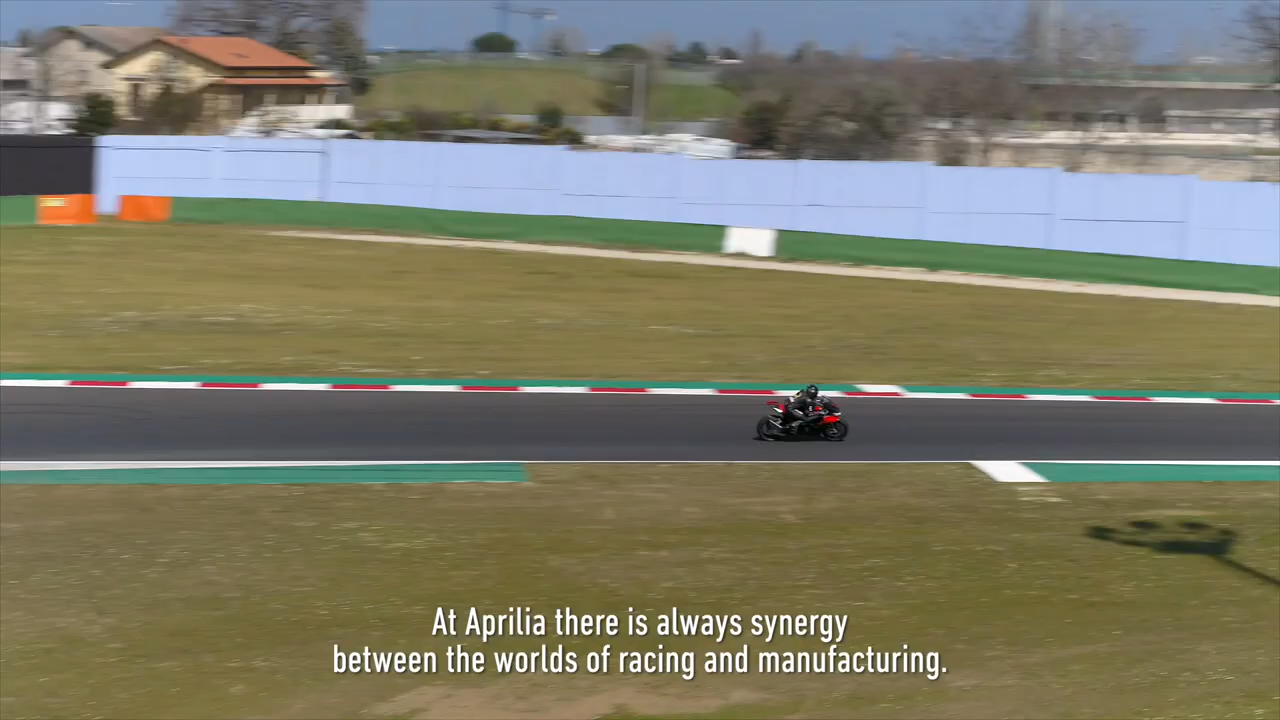 At Aprilia there is always synergy
between the worlds of racing and manufacturing.